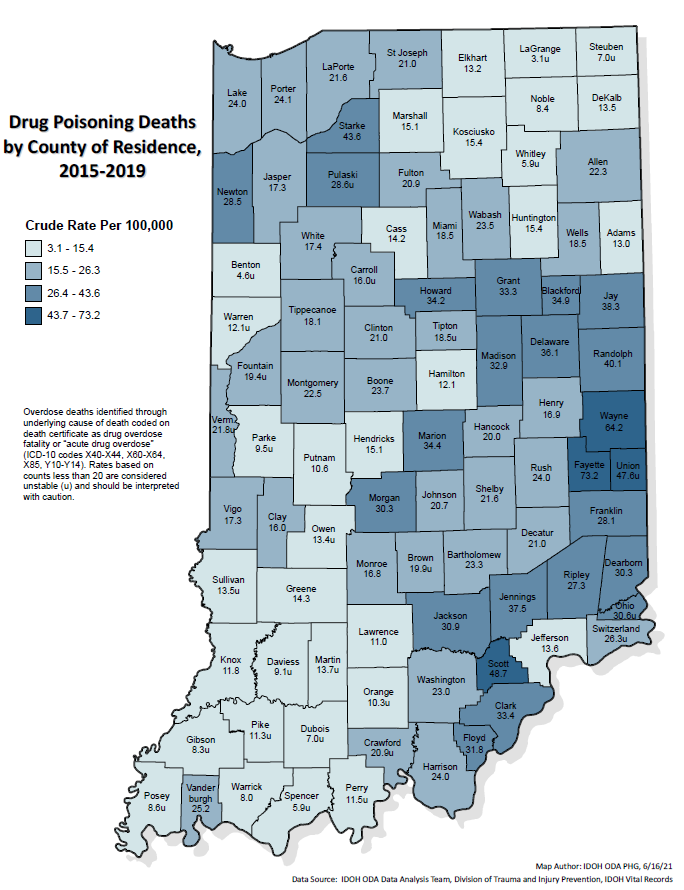 Drug Poisoning Deaths
by County of Residence,
2015-2019
Crude Rate Per 100,000
3.1 - 15.4
15.5 - 26.3
26.4 - 43.6
43.7 - 73.2
Overdose deaths identified through
underlying cause of death coded on
death certificate as drug overdose
fatality or "acute drug overdose"
(ICD-10 codes X40-X44, X60-X64,
X85, Y10-Y14). Rates based on
counts less than 20 are considered
unstable (u) and should be interpreted
with caution.
Lake
24.0
Porter
24.1
LaPorte
21.6
St Joseph
21.0
Elkhart
13.2
LaGrange
3.1u
Steuben
7.0u
Noble
8.4
DeKalb
13.5
Starke
43.6
Marshall
15.1
Kosciusko
15.4
Whitley
5.9u
Allen
22.3
Newton
28.5
Jasper
17.3
Pulaski
28.6u
Fulton
20.9
Miami
18.5
Wabash
23.5
Huntington
15.4
Wells
18.5
Adams
13.0
White
17.4
Cass
14.2
Benton
4.6u
Carroll
16.0u
Howard
34.2
Grant
33.3
Blackford
34.9
Jay
38.3
Warren
12.1u
Tippecanoe
18.1
Clinton
21.0
Tipton
18.5u
Madison
32.9
Delaware
36.1
Randolph
40.1
Fountain
19.4u
Montgomery
22.5
Boone
23.7
Hamilton
12.1
Henry
16.9
Wayne
64.2
Verm
21.8u
Parke
9.5u
Putnam
10.6
Hendricks
15.1
Marion
34.4
Hancock
20.0
Rush
24.0
Fayette
73.2
Union
47.6u
Vigo
17.3
Clay
16.0
Owen
13.4u
Morgan
30.3
Johnson
20.7
Shelby
21.6
Franklin
28.1
Decatur
21.0
Sullivan
13.5u
Greene
14.3
Monroe
16.8
Brown
19.9u
Bartholomew
23.3
Jennings
37.5
Ripley
27.3
Dearborn
30.3
Ohio
30.6u
Switzerland
26.3u
Jackson
30.9
Jefferson
13.6
Lawrence
11.0
Knox
11.8
Daviess
9.1u
Martin
13.7u
Orange
10.3u
Washington
23.0
Scott
48.7
Clark
33.4
Floyd
31.8
Harrison
24.0
Crawford
20.9u
Gibson
8.3u
Pike
11.3u
Dubois
7.0u
Posey
8.6u
Vander
burgh
25.2
Warrick
8.0
Spencer
5.9u
Perry
11.5u
Map Author: IDOH ODA PHG, 6/16/21
Data Source: IDOH ODA Data Analysis Team, Division of Trauma and Injury Prevention, IDOH Vital Records